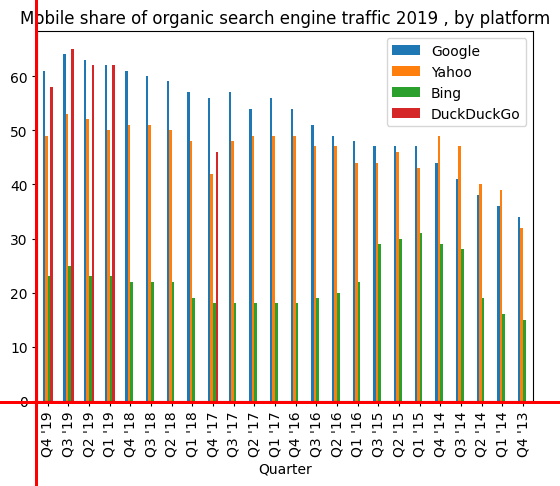 Mobile share of organic search engine traffic 2019 , by platform
Google
Yahoo
Bing
DuckDuckGo
60
50
40
30
20
10
0
Q4 '19
Q3 '19
Q2 '19
Q1 '19
Q4 '18
Q3 '18
Q2 '18
Q1 '18
Q4 '17
Q3 '17
Q2 '17
Q1 '17
Q4 '16
Q3 '16
Q2 '16
Q1 '16
Q3 '15
Q2 '15
Q1 '15
Q4 '14
Q3 '14
Q2 '14
Q1 '14
Q4 '13
Quarter